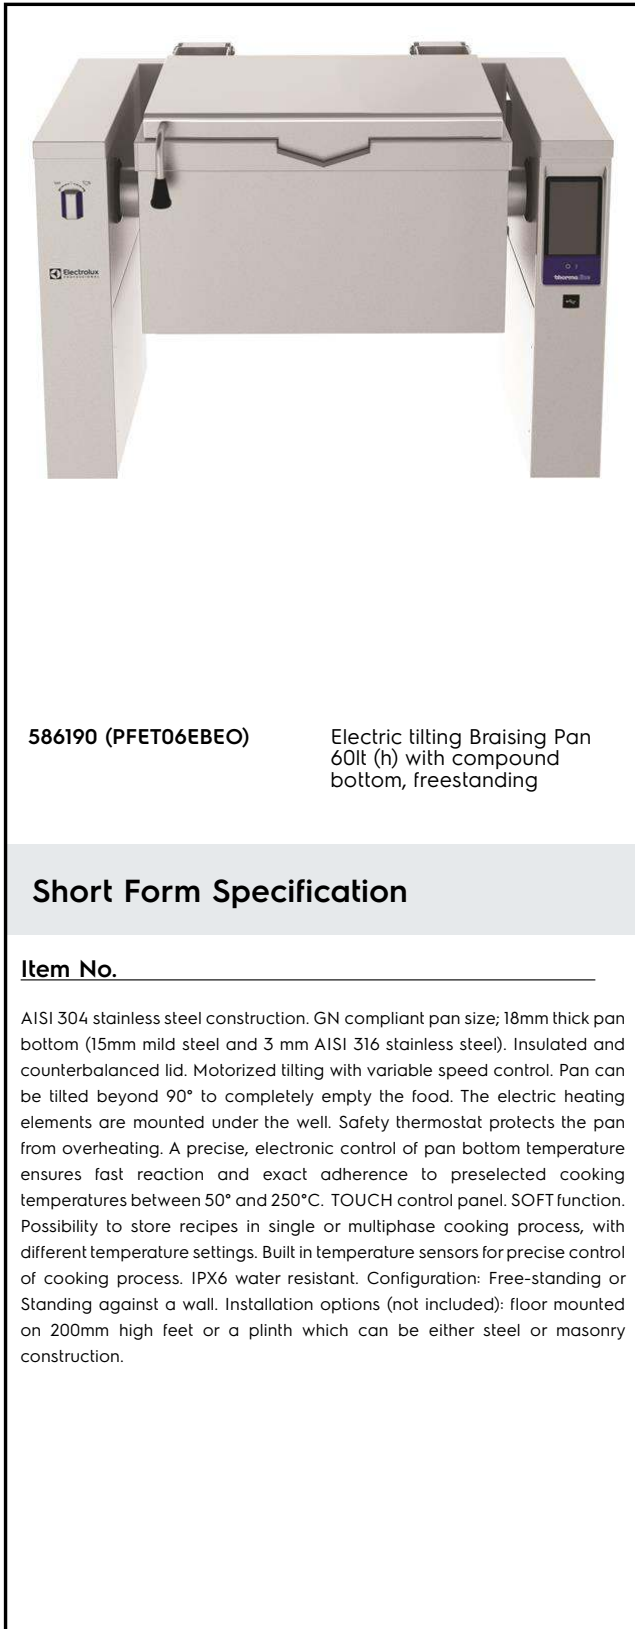 Electrolux
PROFESSIONAL
thermaline
586190 (PFET06EBEO)
Electric tilting Braising Pan
60lt (h) with compound
bottom, freestanding
Short Form Specification
Item No.
AISI 304 stainless steel construction. GN compliant pan size; 18mm thick pan
bottom (15mm mild steel and 3 mm AISI 316 stainless steel). Insulated and
counterbalanced lid. Motorized tilting with variable speed control. Pan can
be tilted beyond 90° to completely empty the food. The electric heating
elements are mounted under the well. Safety thermostat protects the pan
from overheating. A precise, electronic control of pan bottom temperature
ensures fast reaction and exact adherence to preselected cooking
temperatures between 50° and 250°C. TOUCH control panel. SOFT function.
Possibility to store recipes in single or multiphase cooking process, with
different temperature settings. Built in temperature sensors for precise control
of cooking process. IPX6 water resistant. Configuration: Free-standing or
Standing against a wall. Installation options (not included): floor mounted
on 200mm high feet or a plinth which can be either steel or masonry
construction.